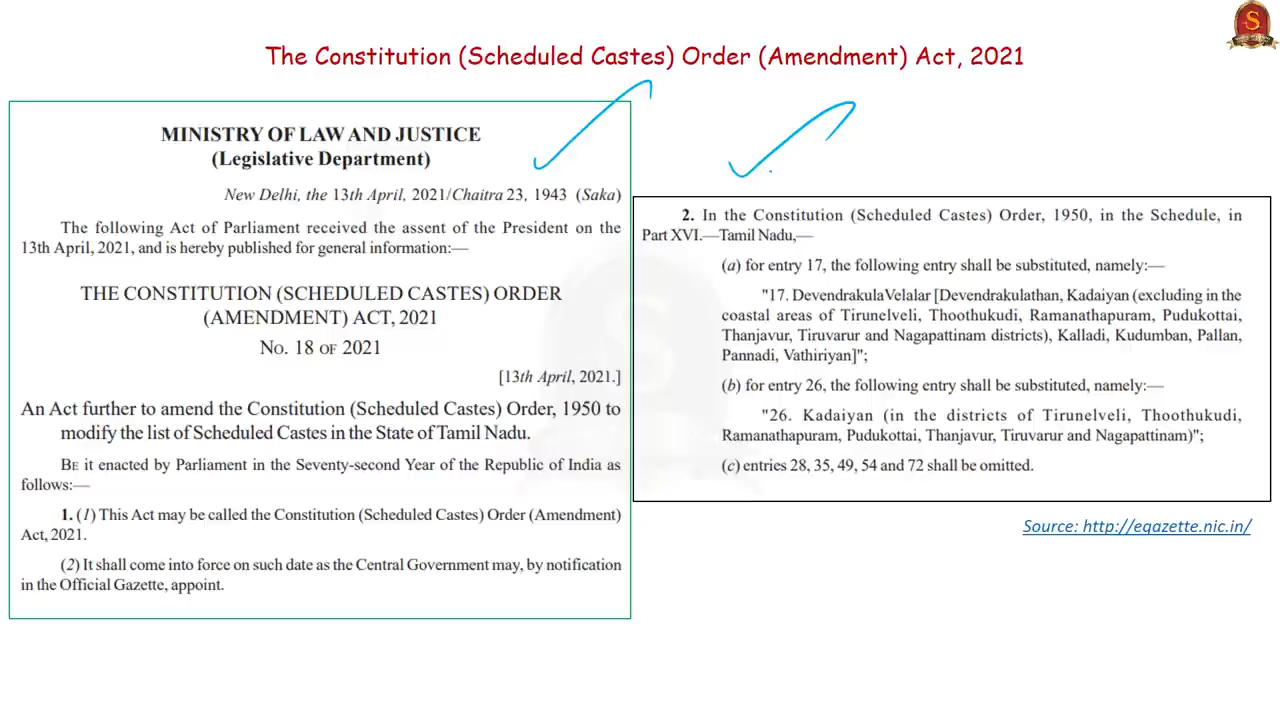 The Constitution (Scheduled Castes) Order (Amendment) Act, 2021
S
MINISTRY OF LAW AND JUSTICE
(Legislative Department)
New Delhi, the 13th April, 2021/Chaitra 23, 1943 (Saka)
The following Act of Parliament received the assent of the President on the
13th April, 2021, and is hereby published for general information:—
THE CONSTITUTION (SCHEDULED CASTES) ORDER
(AMENDMENT) ACT, 2021
No. 18 OF 2021
[13th April, 2021.]
An Act further to amend the Constitution (Scheduled Castes) Order, 1950 to
modify the list of Scheduled Castes in the State of Tamil Nadu.
BE it enacted by Parliament in the Seventy-second Year of the Republic of India as
follows:—
1. (1) This Act may be called the Constitution (Scheduled Castes) Order (Amendment)
Act, 2021.
(2) It shall come into force on such date as the Central Government may, by notification
in the Official Gazette, appoint.
2. In the Constitution (Scheduled Castes) Order, 1950, in the Schedule, in
Part XVI.—Tamil Nadu,—
(a) for entry 17, the following entry shall be substituted, namely:—
"17. DevendrakulaVelalar [Devendrakulathan, Kadaiyan (excluding in the
coastal areas of Tirunelveli, Thoothukudi, Ramanathapuram, Pudukottai,
Thanjavur, Tiruvarur and Nagapattinam districts), Kalladi, Kudumban, Pallan,
Pannadi, Vathiriyan]";
(b) for entry 26, the following entry shall be substituted, namely:—
"26. Kadaiyan (in the districts of Tirunelveli, Thoothukudi,
Ramanathapuram, Pudukottai, Thanjavur, Tiruvarur and Nagapattinam)";
(c) entries 28, 35, 49, 54 and 72 shall be omitted.
Source: http://egazette.nic.in/